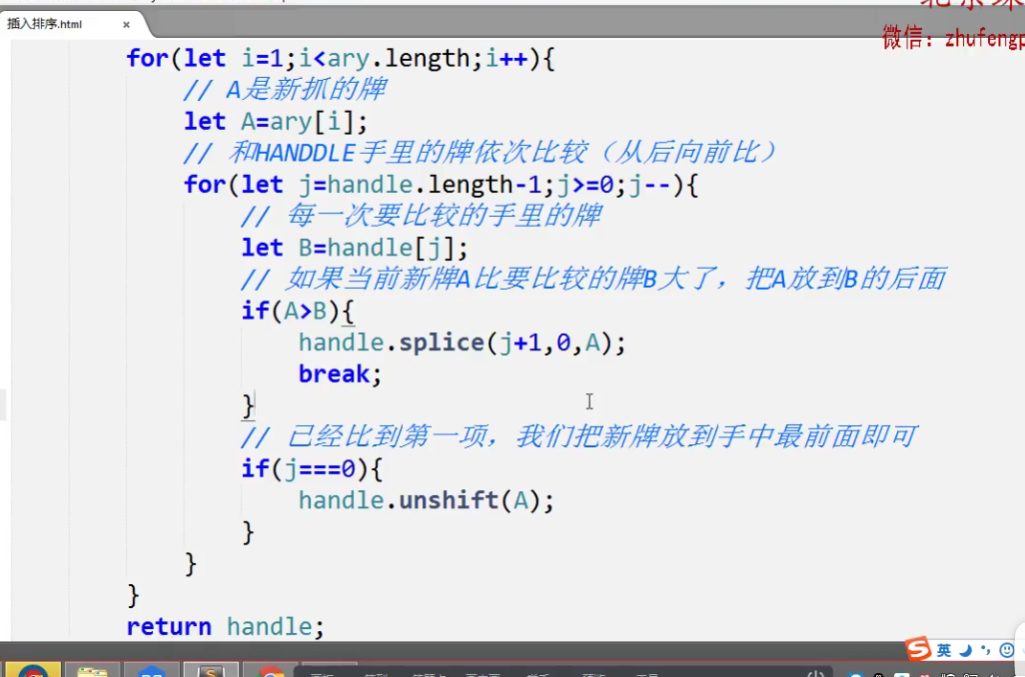 插入排序.html ×
微信：zhufengp
for(let i=1;i<ary.length;i++){
// A是新抓的牌
let A=ary[i];
// 和HANDDLE手里的牌依次比较（从后向前比）
for(let j=handle.length-1;j>=0;j--){
// 每一次要比较的手里的牌
let B=handle[j];
// 如果当前新牌A比要比较的牌B大了，把A放到B的后面
if(A>B){
handle.splice(j+1,0,A);
break;
}
// 已经比到第一项，我们把新牌放到手中最前面即可
if(j===0){
handle.unshift(A);
}
}
}
return handle;
英